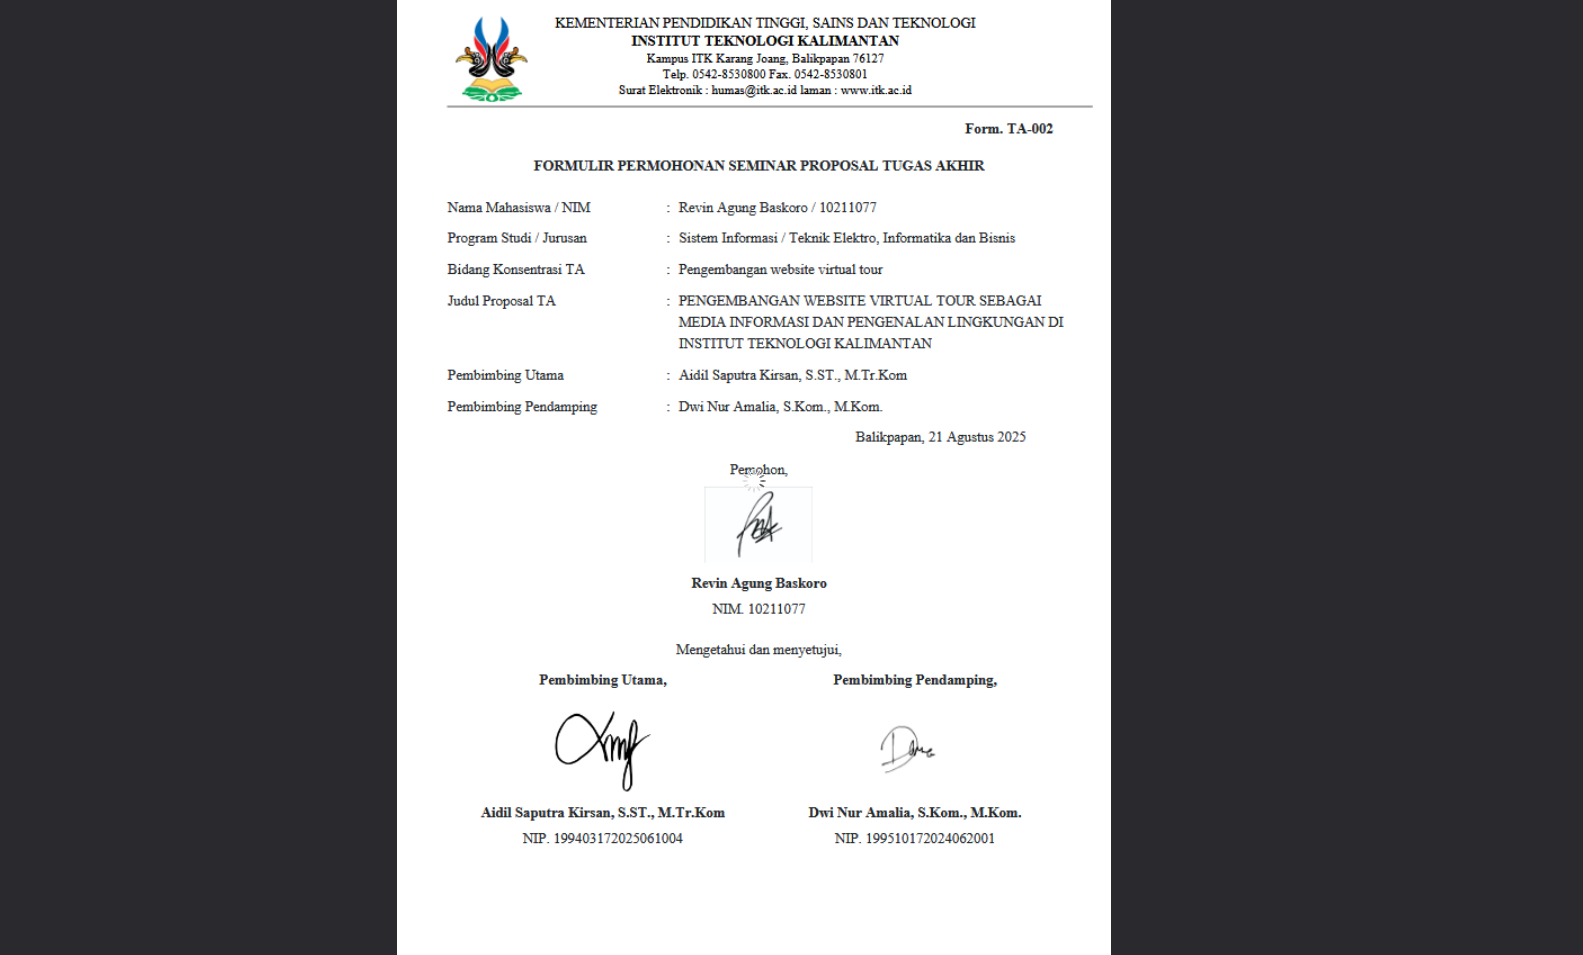 KEMENTERIAN PENDIDIKAN TINGGI, SAINS DAN TEKNOLOGI
INSTITUT TEKNOLOGI KALIMANTAN
Kampus ITK Karang Joang, Balikpapan 76127
Telp. 0542-8530800 Fax. 0542-8530801
Surat Elektronik : humas@itk.ac.id laman : www.itk.ac.id
Form. TA-002
FORMULIR PERMOHONAN SEMINAR PROPOSAL TUGAS AKHIR
Nama Mahasiswa / NIM : Revin Agung Baskoro / 10211077
Program Studi / Jurusan : Sistem Informasi / Teknik Elektro, Informatika dan Bisnis
Bidang Konsentrasi TA : Pengembangan website virtual tour
Judul Proposal TA : PENGEMBANGAN WEBSITE VIRTUAL TOUR SEBAGAI
MEDIA INFORMASI DAN PENGENALAN LINGKUNGAN DI
INSTITUT TEKNOLOGI KALIMANTAN
Pembimbing Utama : Aidil Saputra Kirsan, S.ST., M.Tr.Kom
Pembimbing Pendamping : Dwi Nur Amalia, S.Kom., M.Kom.
Balikpapan, 21 Agustus 2025
Pemohon,
Revin Agung Baskoro
NIM. 10211077
Mengetahui dan menyetujui,
Pembimbing Utama, Pembimbing Pendamping,
Aidil Saputra Kirsan, S.ST., M.Tr.Kom Dwi Nur Amalia, S.Kom., M.Kom.
NIP. 199403172025061004 NIP. 199510172024062001